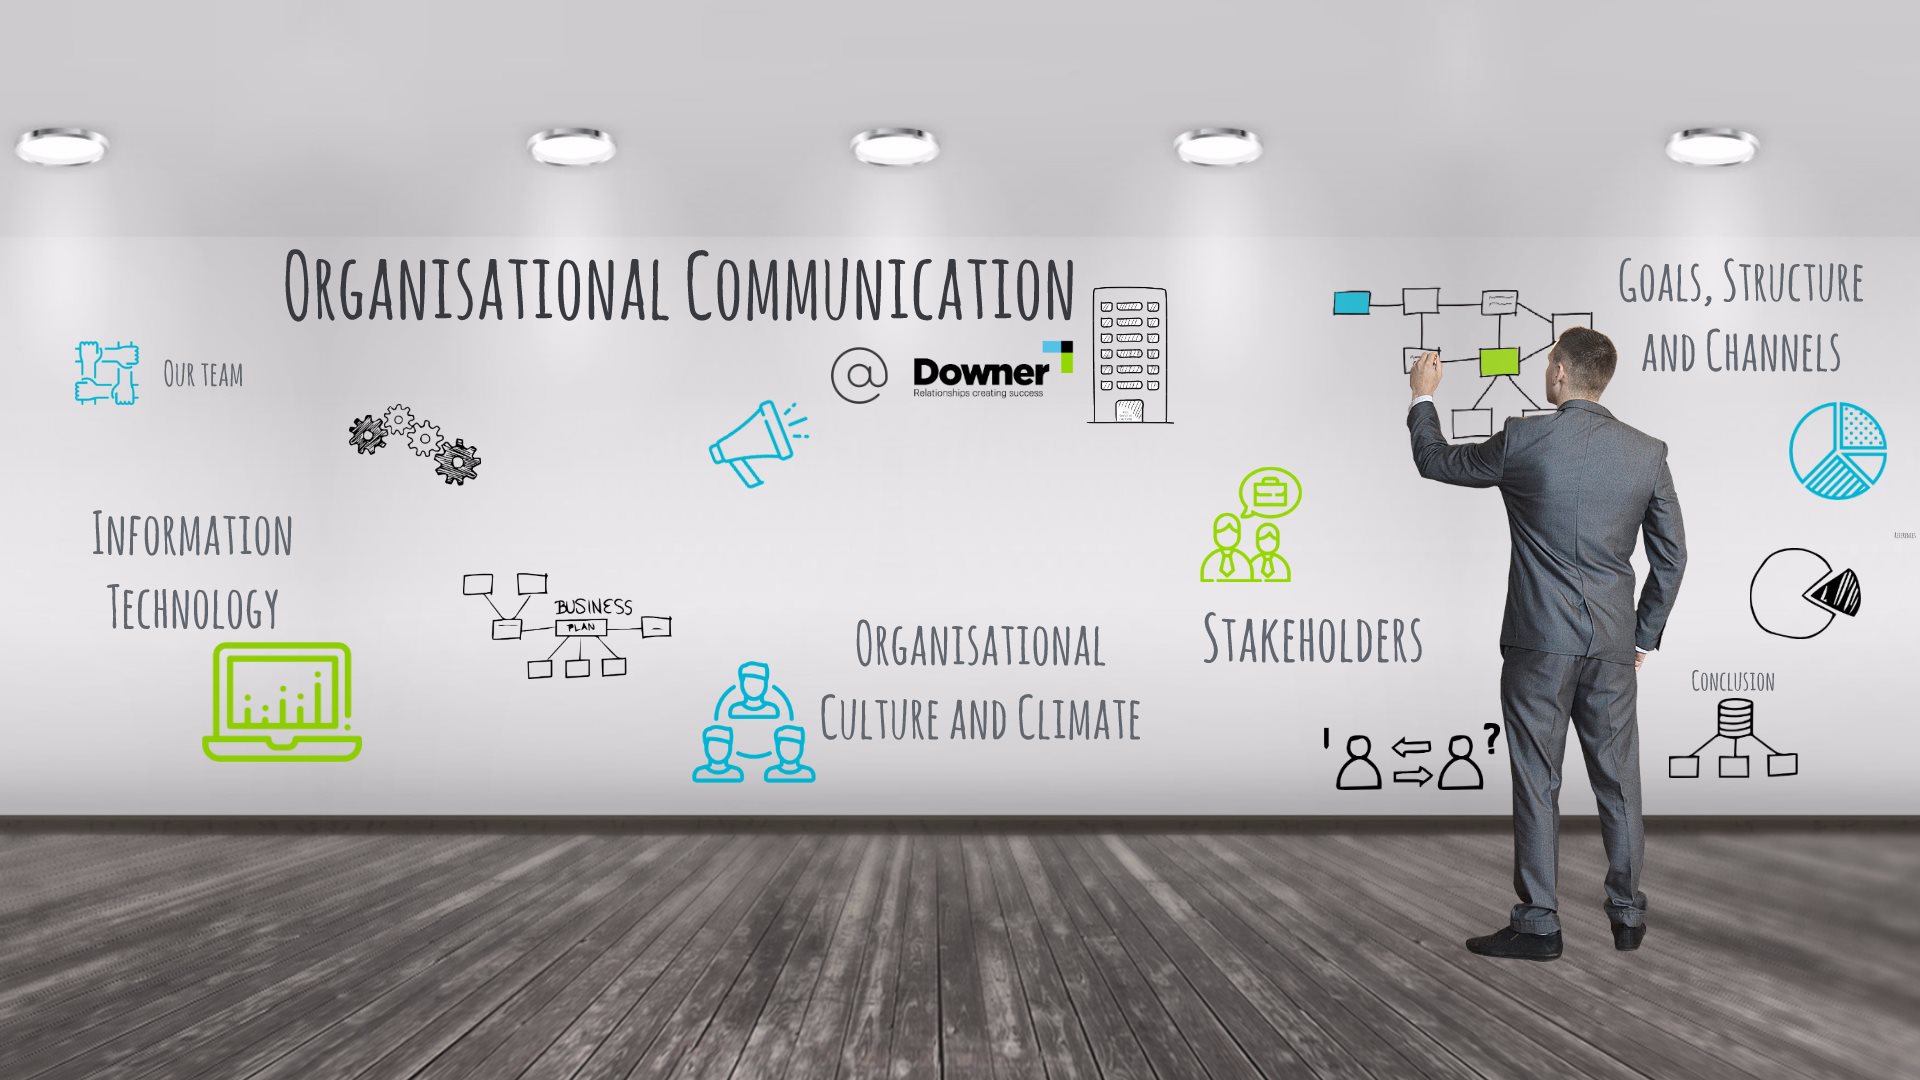 Organisational Communication
@ Downer
Relationships creating success
Our team
Goals, Structure
and Channels
Information
Technology
BUSINESS
PLAN
Organisational
Culture and Climate
Stakeholders
?
Conclusion
References